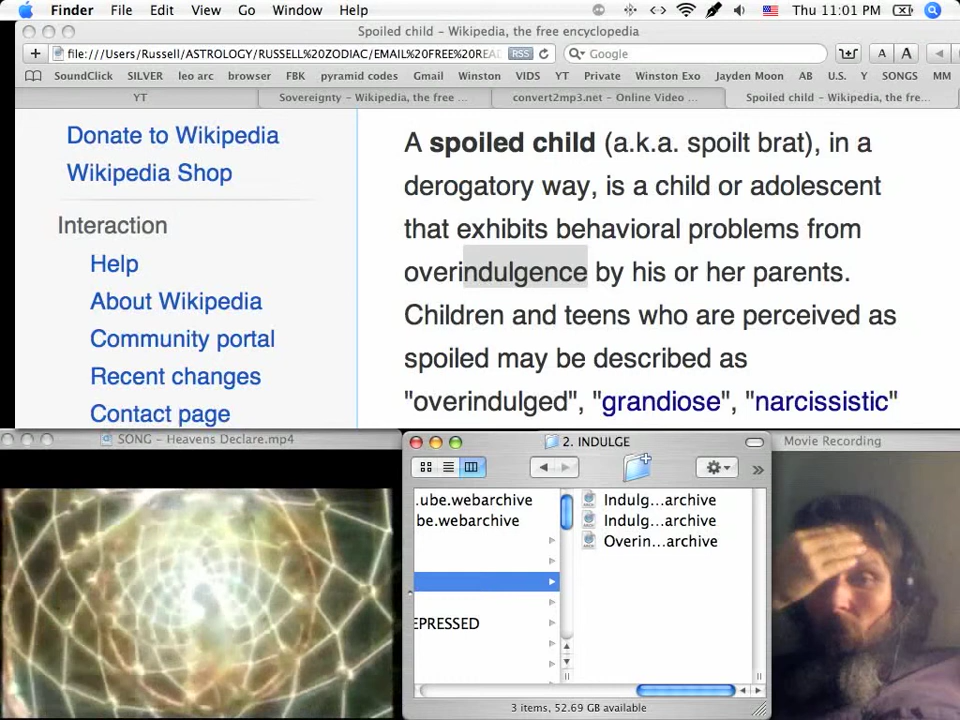 Finder File Edit View Go Window Help Thu 11:01 PM
Spoiled child – Wikipedia, the free encyclopedia
file:///Users/Russell/ASTROLOGY/RUSSELL%20ZODIAC/EMAIL%20FREE%20REA RSS Google A A
SoundClick SILVER leo arc browser FBK pyramid codes Gmail Winston VIDS YT Private Winston Exo Jayden Moon AB U.S. Y SONGS MM
YT Sovereignty – Wikipedia, the free ... convert2mp3.net – Online Video ... Spoiled child – Wikipedia, the fre...
Donate to Wikipedia
Wikipedia Shop
Interaction
Help
About Wikipedia
Community portal
Recent changes
Contact page
A spoiled child (a.k.a. spoilt brat), in a
derogatory way, is a child or adolescent
that exhibits behavioral problems from
overindulgence by his or her parents.
Children and teens who are perceived as
spoiled may be described as
"overindulged", "grandiose", "narcissistic"
SONG – Heavens Declare.mp4
2. INDULGE
.ube.webarchive
be.webarchive
EPRESSED
Indulg...archive
Indulg...archive
Overin...archive
3 items, 52.69 GB available
Movie Recording